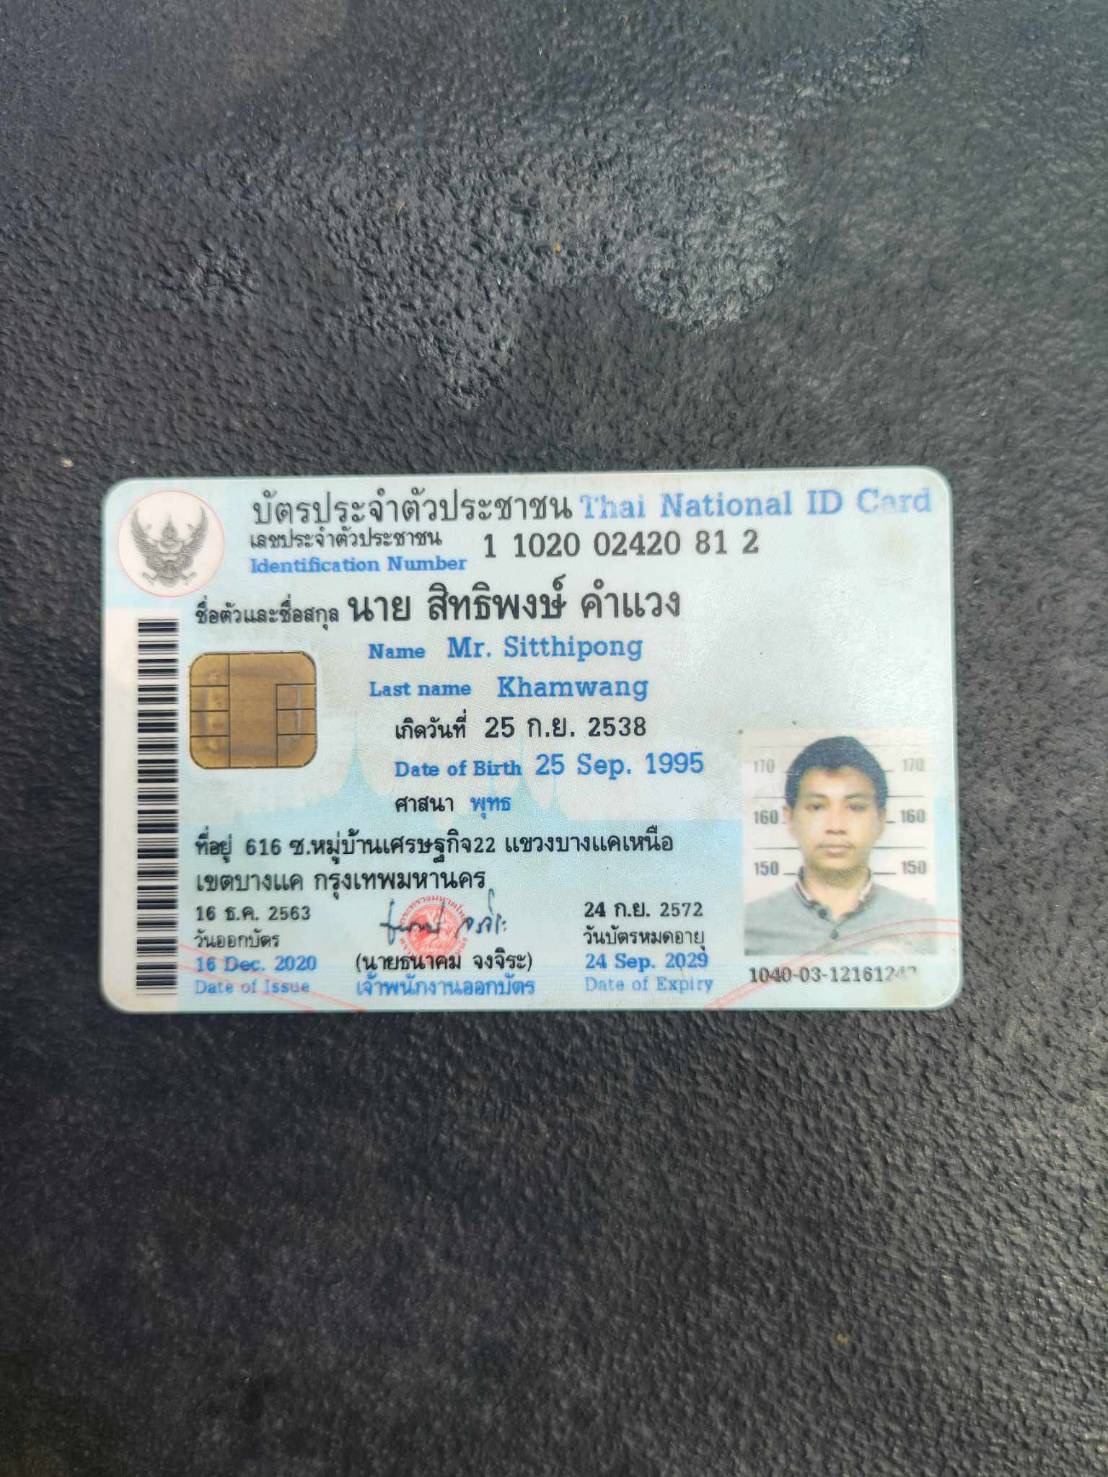 บัตรประจำตัวประชาชน Thai National ID Card
เลขประจำตัวประชาชน 1 1020 02420 81 2
Identification Number
ชื่อตัวและชื่อสกุล นาย สิทธิพงษ์ คำแวง
Name Mr. Sitthipong
Last name Khamwang
เกิดวันที่ 25 ก.ย. 2538
Date of Birth 25 Sep. 1995
ศาสนา พุทธ
ที่อยู่ 616 ซ.หมู่บ้านเศรษฐกิจ22 แขวงบางแคเหนือ
เขตบางแค กรุงเทพมหานคร
16 ธ.ค. 2563
วันออกบัตร
16 Dec. 2020
Date of Issue
(นายธนาคม จงจิระ)
เจ้าพนักงานออกบัตร
24 ก.ย. 2572
วันบัตรหมดอายุ
24 Sep. 2029
Date of Expiry
170 170
160 160
150 150